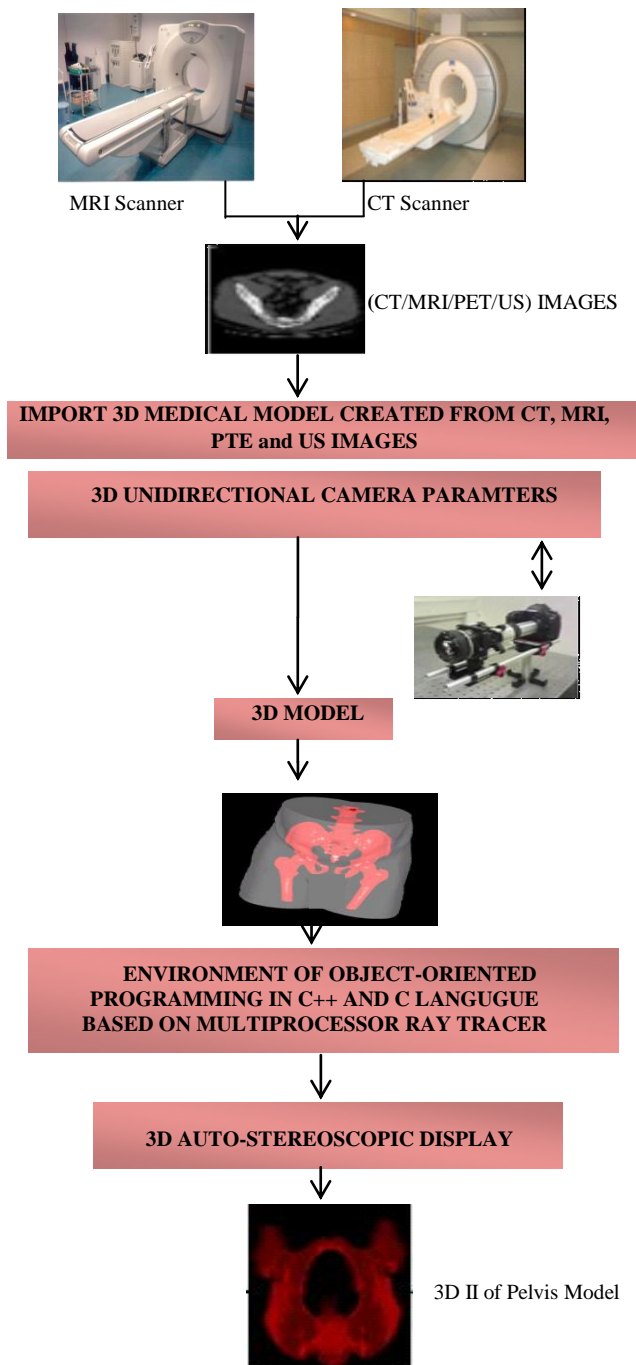 MRI Scanner
CT Scanner
(CT/MRI/PET/US) IMAGES
IMPORT 3D MEDICAL MODEL CREATED FROM CT, MRI,
PTE and US IMAGES
3D UNIDIRECTIONAL CAMERA PARAMTERS
3D MODEL
ENVIRONMENT OF OBJECT-ORIENTED
PROGRAMMING IN C++ AND C LANGUGUE
BASED ON MULTIPROCESSOR RAY TRACER
3D AUTO-STEREOSCOPIC DISPLAY
3D II of Pelvis Model